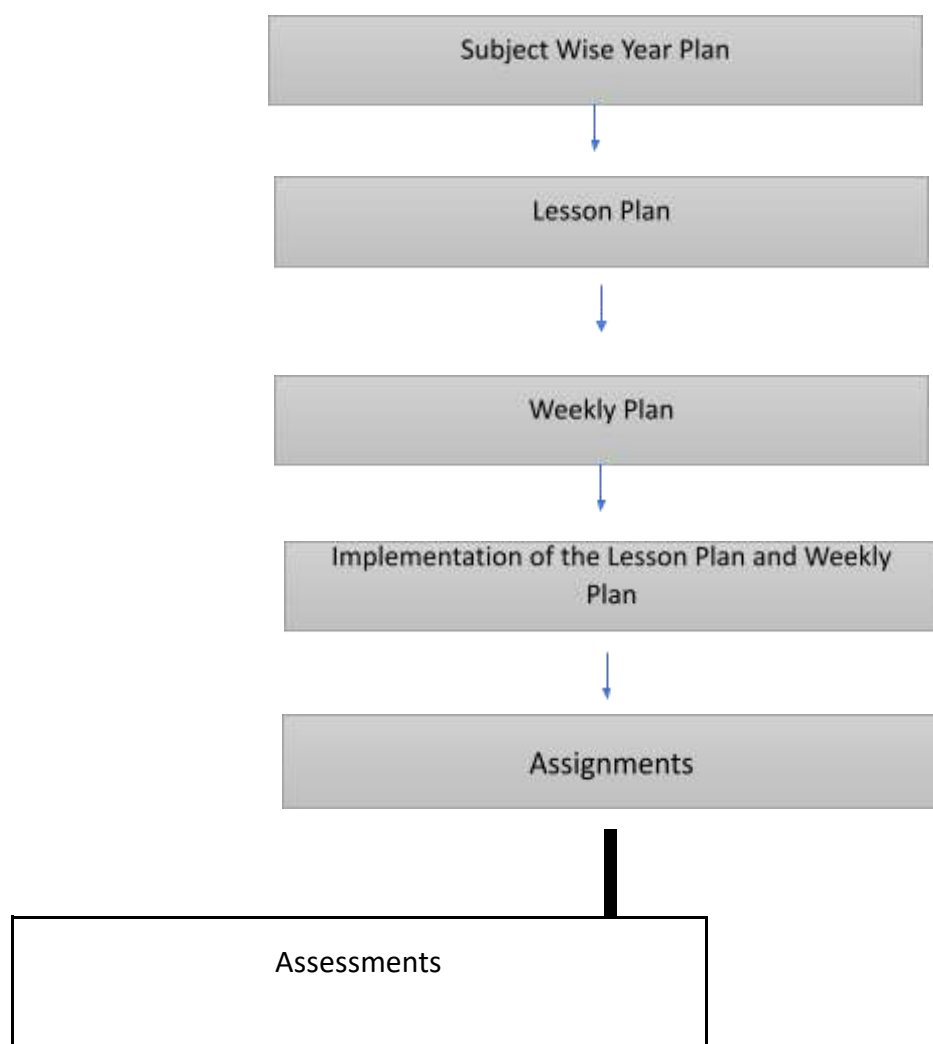 Subject Wise Year Plan
Lesson Plan
Weekly Plan
Implementation of the Lesson Plan and Weekly
Plan
Assignments
Assessments